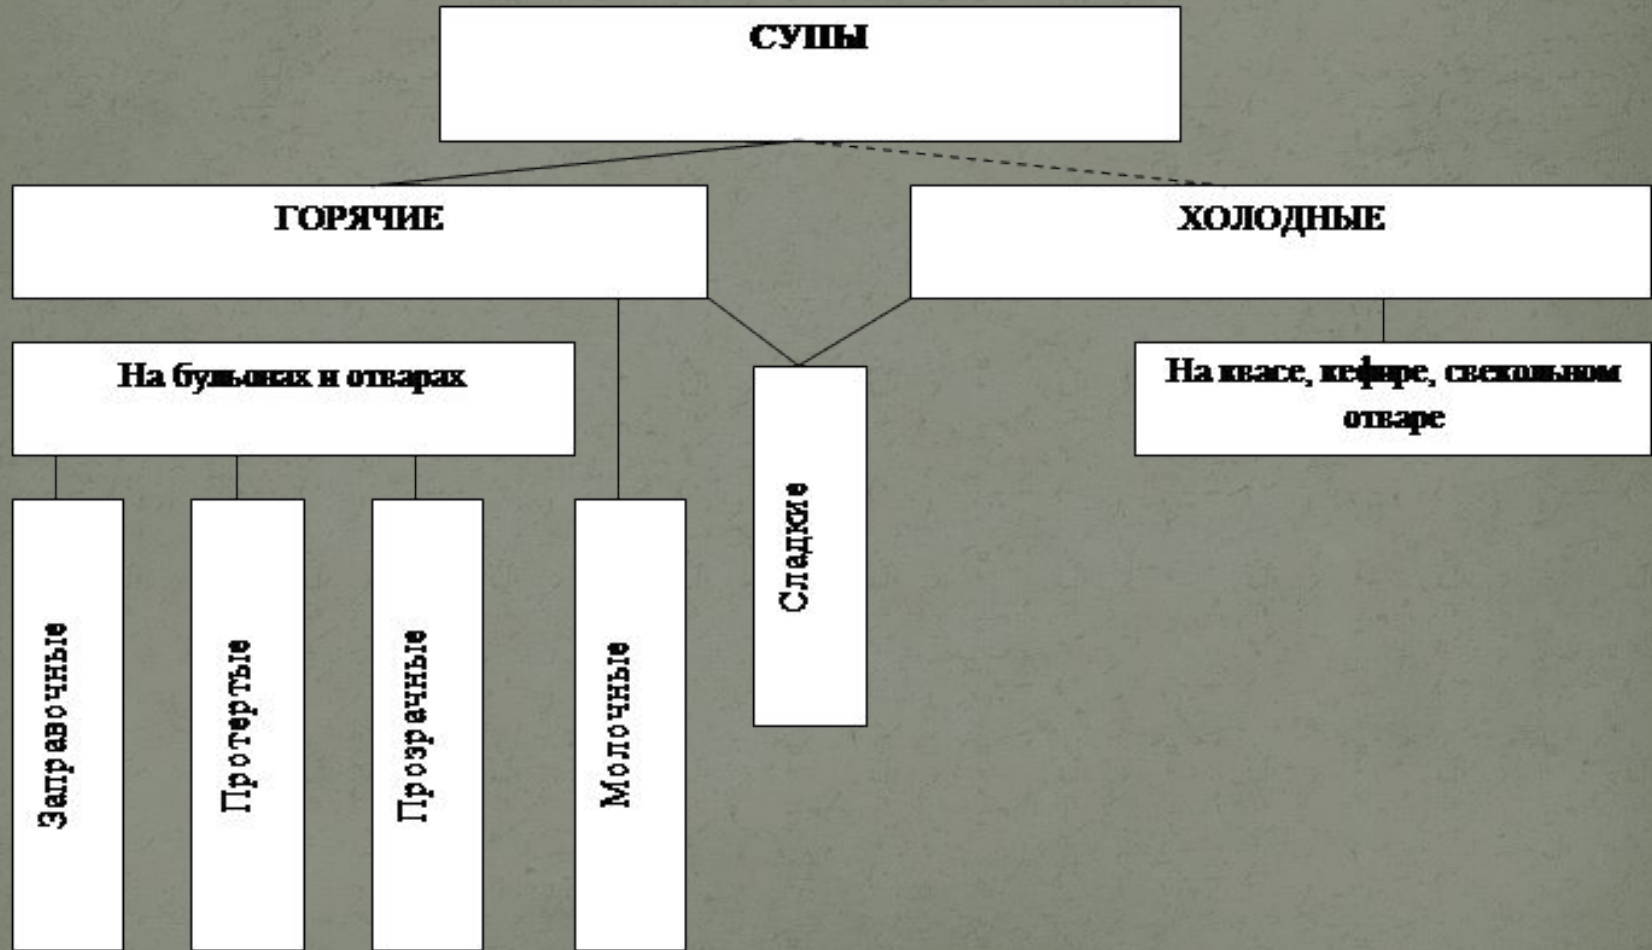 СУПЫ
ГОРЯЧИЕ
ХОЛОДНЫЕ
На бульонах и отварах
На квасе, кефире, свекольном
отваре
Заправочные
Протертые
Прозрачные
Молочные
Сладкие